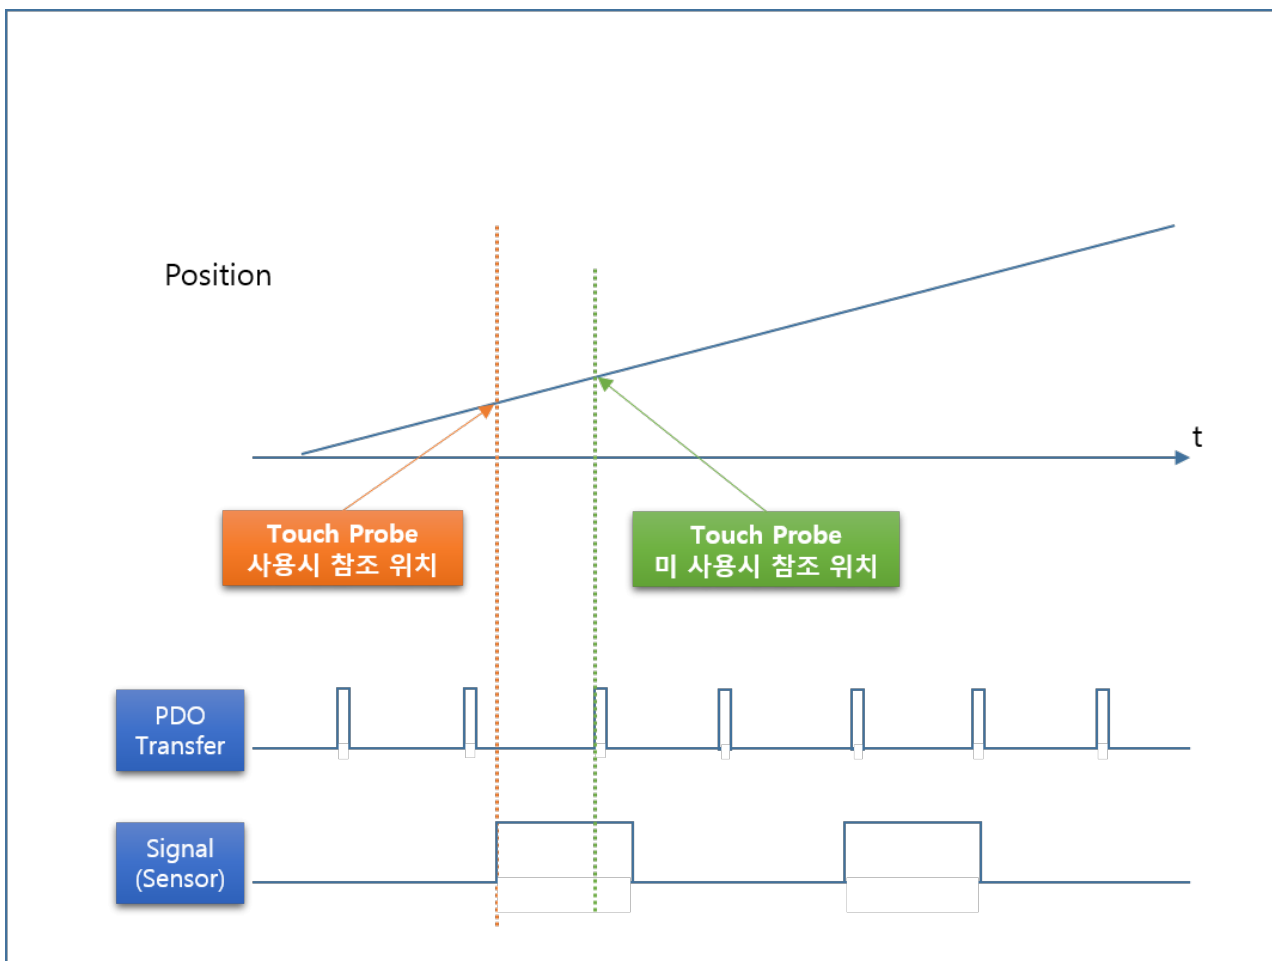 Position
t
Touch Probe
사용시 참조 위치
Touch Probe
미 사용시 참조 위치
PDO
Transfer
Signal
(Sensor)